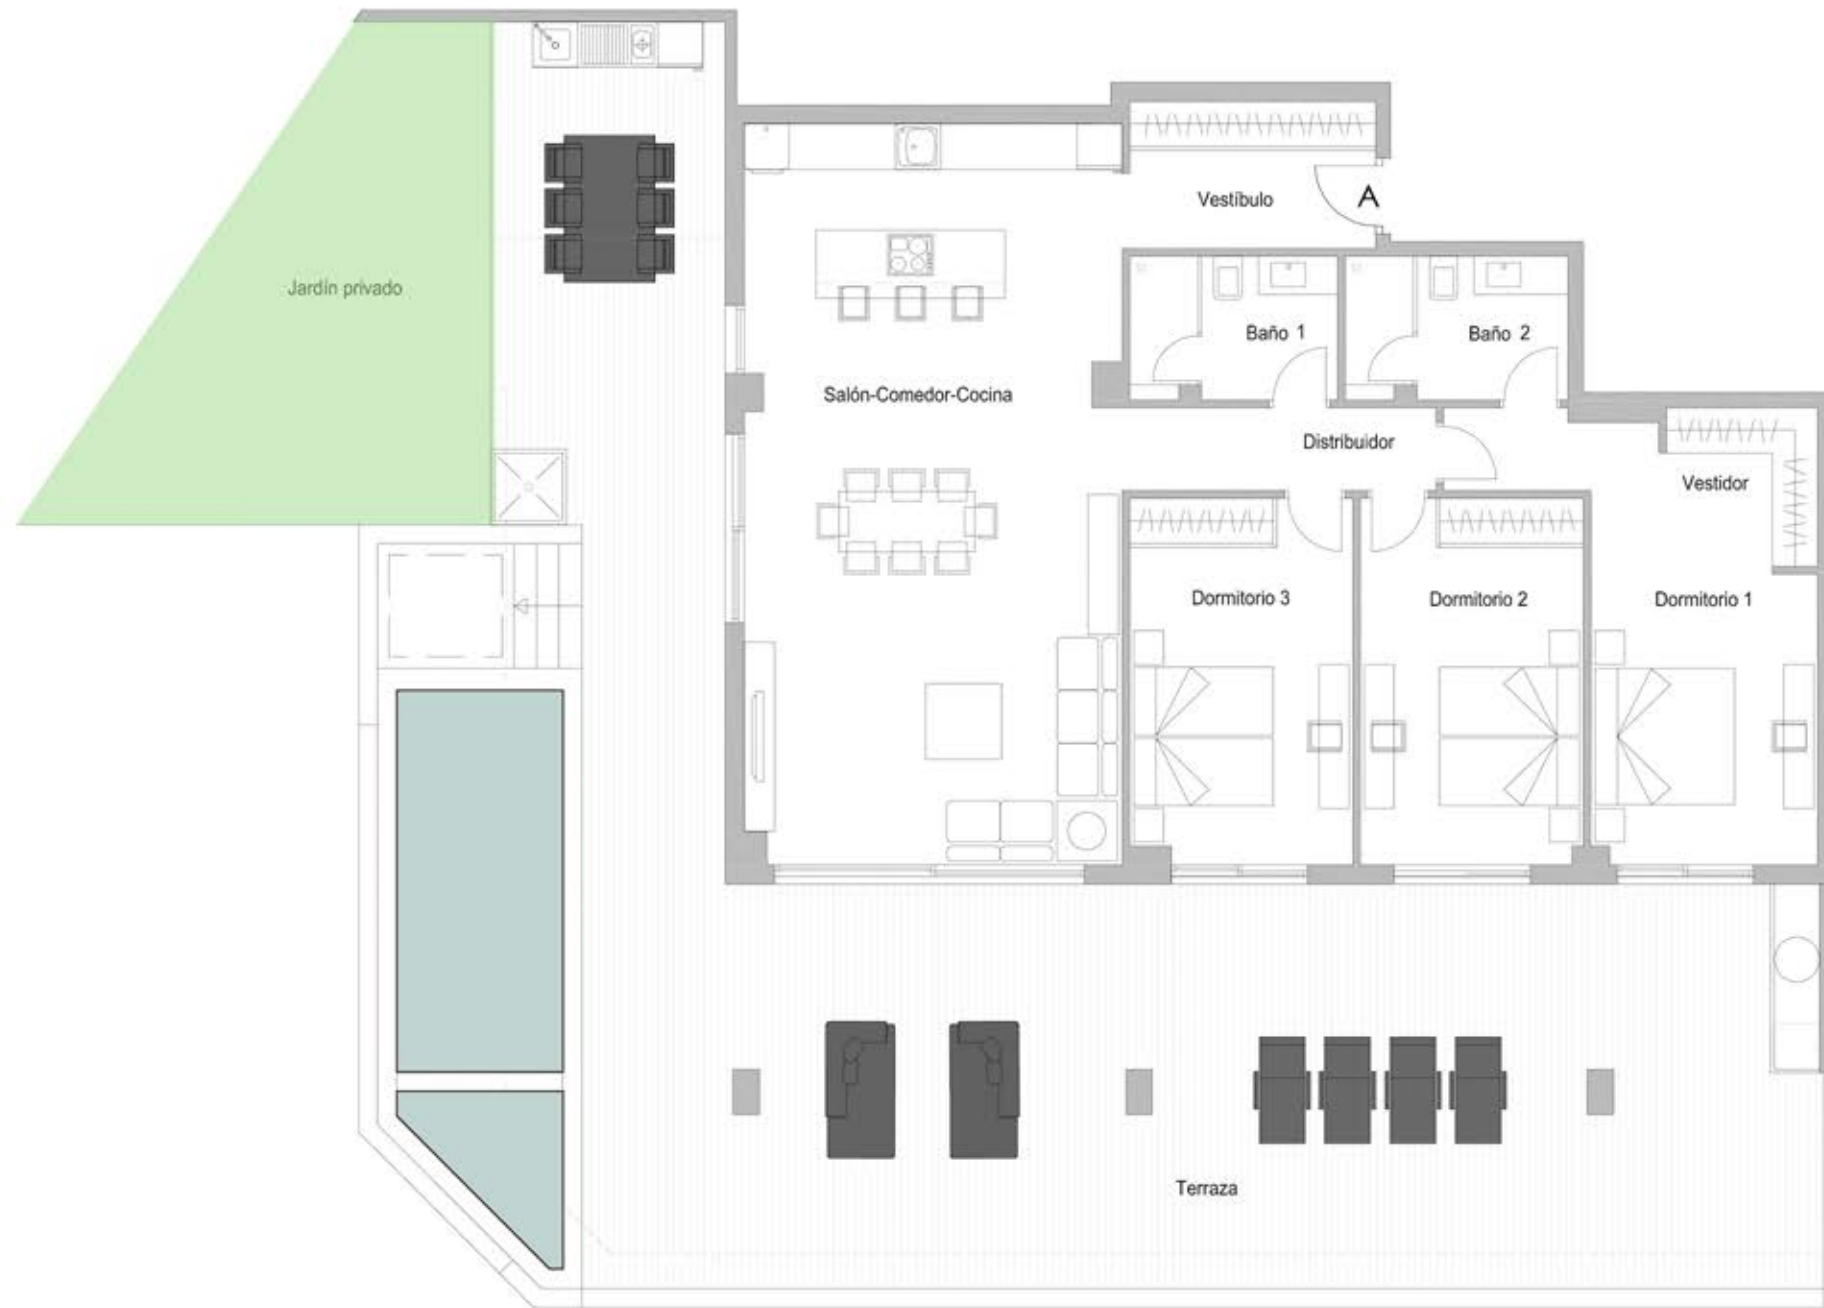 Vestíbulo
A
Jardín privado
Baño 1
Baño 2
Salón-Comedor-Cocina
Distribuidor
Vestidor
Dormitorio 3
Dormitorio 2
Dormitorio 1
Terraza